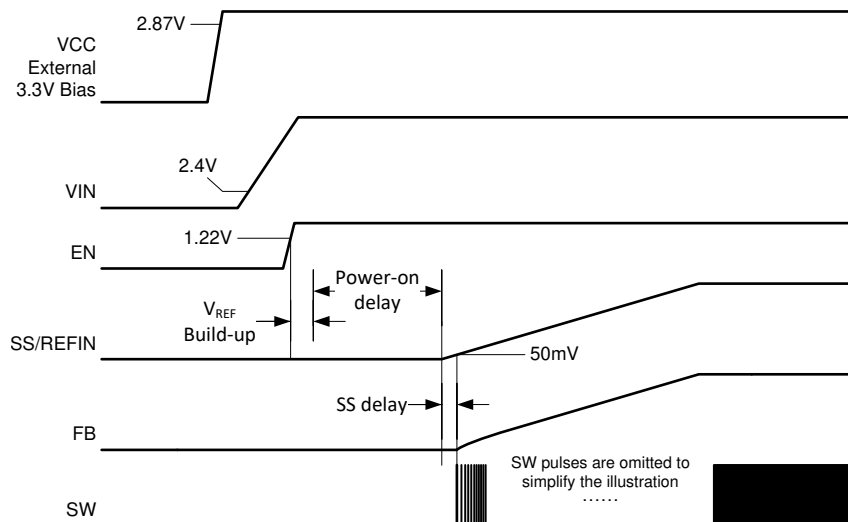 2.87V
VCC
External
3.3V Bias
2.4V
VIN
1.22V
EN
Power-on
delay
VREF
Build-up
SS/REFIN
50mV
SS delay
FB
SW pulses are omitted to
simplify the illustration
......
SW